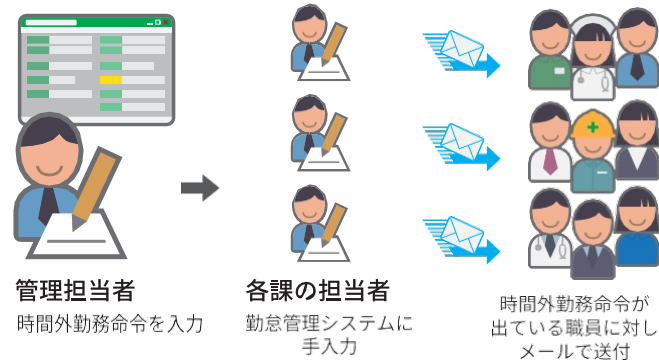 管理担当者
時間外勤務命令を入力
各課の担当者
勤怠管理システムに
手入力
時間外勤務命令が
出ている職員に対し
メールで送付